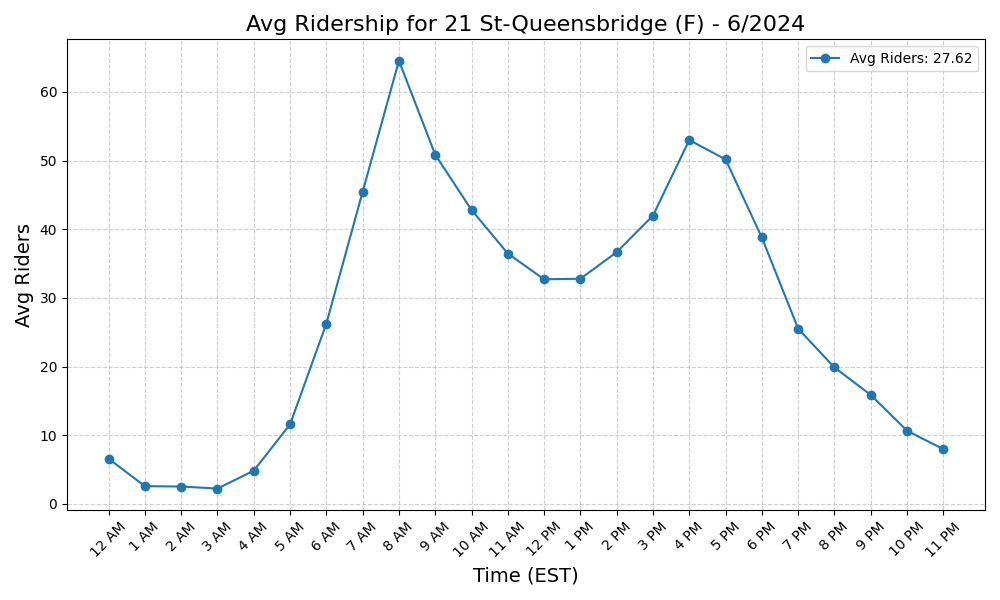 Avg Ridership for 21 St-Queensbridge (F) - 6/2024
Avg Riders: 27.62
Avg Riders
60
50
40
30
20
10
0
12 AM
1 AM
2 AM
3 AM
4 AM
5 AM
6 AM
7 AM
8 AM
9 AM
10 AM
11 AM
12 PM
1 PM
2 PM
3 PM
4 PM
5 PM
6 PM
7 PM
8 PM
9 PM
10 PM
11 PM
Time (EST)